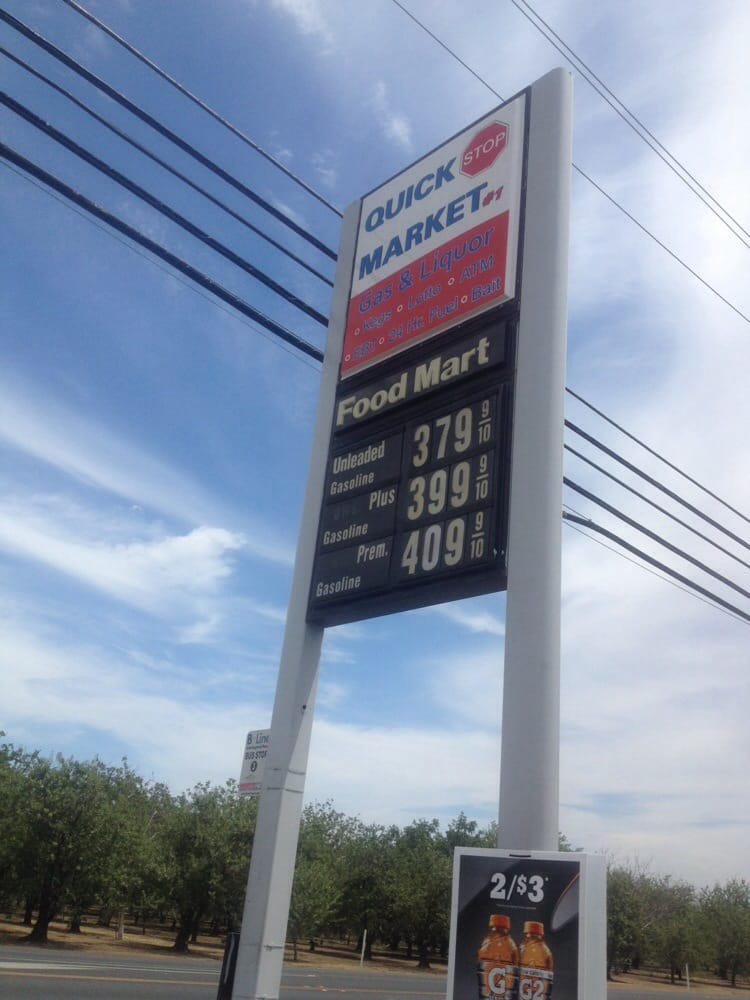 QUICK STOP
MARKET #1
Gas & Liquor
Kegs Lotto ATM
EBT 24 Hr. Fuel Bait
Food Mart
Unleaded Gasoline 379 9/10
Plus Gasoline 399 9/10
Prem. Gasoline 409 9/10
B Line
BUS STOP
2/$3*
G G2